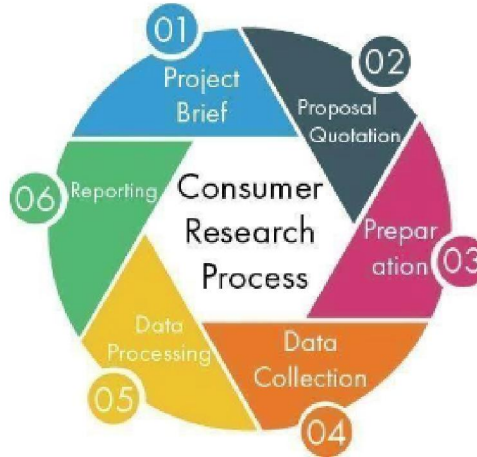 01
Project
Brief
02
Proposal
Quotation
03
Prepar
ation
04
Data
Collection
05
Data
Processing
06
Reporting
Consumer
Research
Process